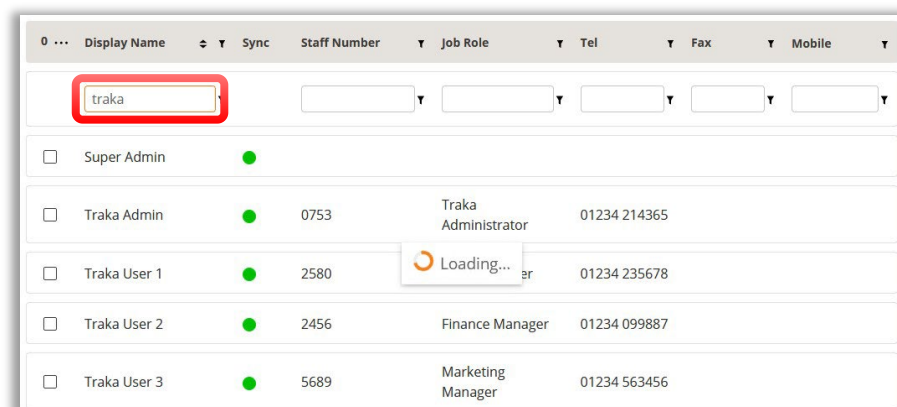 0 ... Display Name Sync Staff Number Job Role Tel Fax Mobile
traka
Super Admin
Traka Admin 0753 Traka Administrator 01234 214365
Loading...
Traka User 1 2580 01234 235678
Traka User 2 2456 Finance Manager 01234 099887
Traka User 3 5689 Marketing Manager 01234 563456